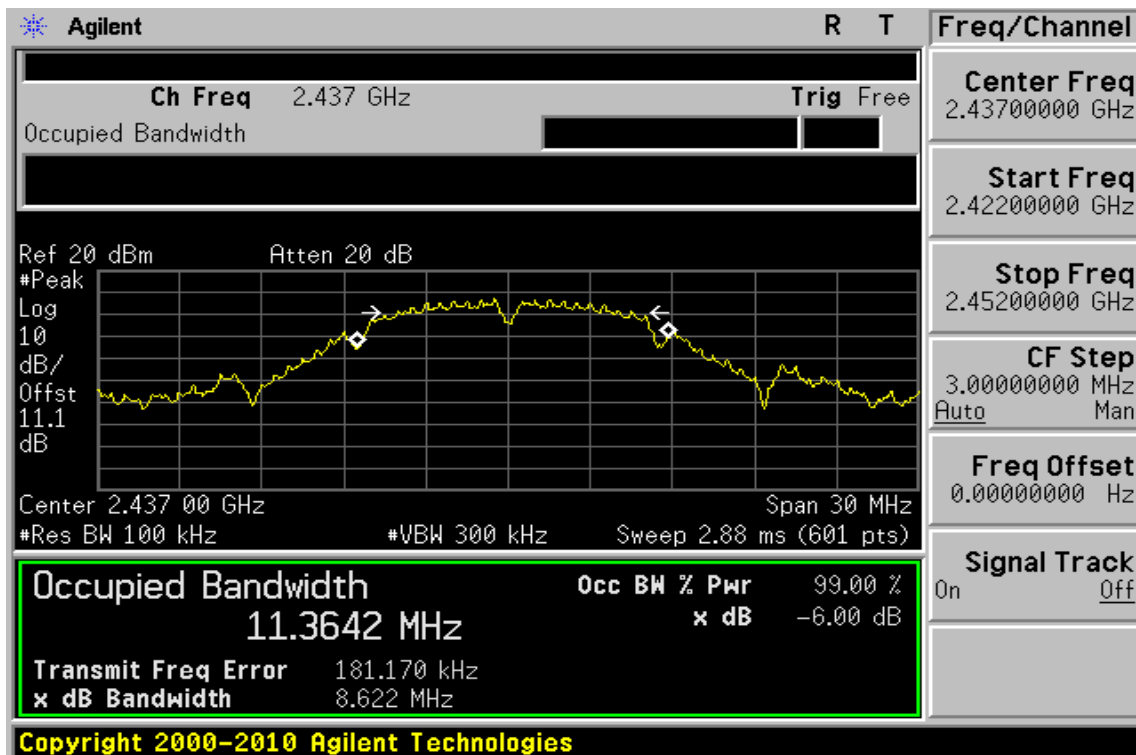 Agilent R T
Freq/Channel
Ch Freq 2.437 GHz Trig Free
Occupied Bandwidth
Ref 20 dBm Atten 20 dB
#Peak
Log
10
dB/
Offst
11.1
dB
Center 2.437 00 GHz Span 30 MHz
#Res BW 100 kHz #VBW 300 kHz Sweep 2.88 ms (601 pts)
Occupied Bandwidth
11.3642 MHz
Occ BW % Pwr 99.00 %
x dB -6.00 dB
Transmit Freq Error 181.170 kHz
x dB Bandwidth 8.622 MHz
Center Freq
2.43700000 GHz
Start Freq
2.42200000 GHz
Stop Freq
2.45200000 GHz
CF Step
3.00000000 MHz
Auto Man
Freq Offset
0.00000000 Hz
Signal Track
On Off
Copyright 2000-2010 Agilent Technologies